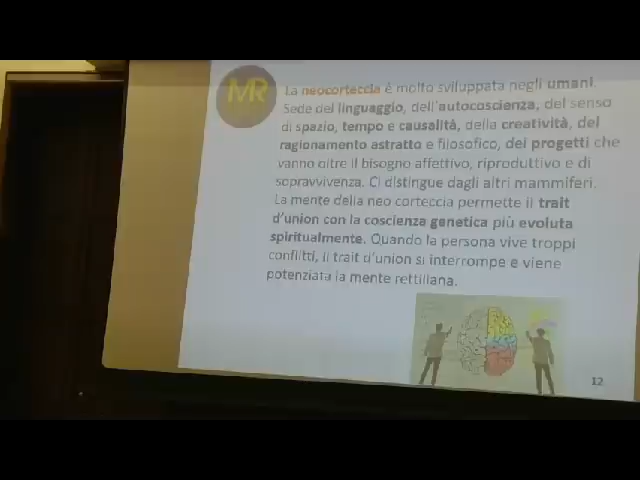 MR
La neocorteccia è molto sviluppata negli umani.
Sede del linguaggio, dell'autocoscienza, del senso
di spazio, tempo e causalità, della creatività, del
ragionamento astratto e filosofico, dei progetti che
vanno oltre il bisogno affettivo, riproduttivo e di
sopravvivenza. Ci distingue dagli altri mammiferi.
La mente della neo corteccia permette il trait
d'union con la coscienza genetica più evoluta
spiritualmente. Quando la persona vive troppi
conflitti, il trait d'union si interrompe e viene
potenziata la mente rettiliana.
12